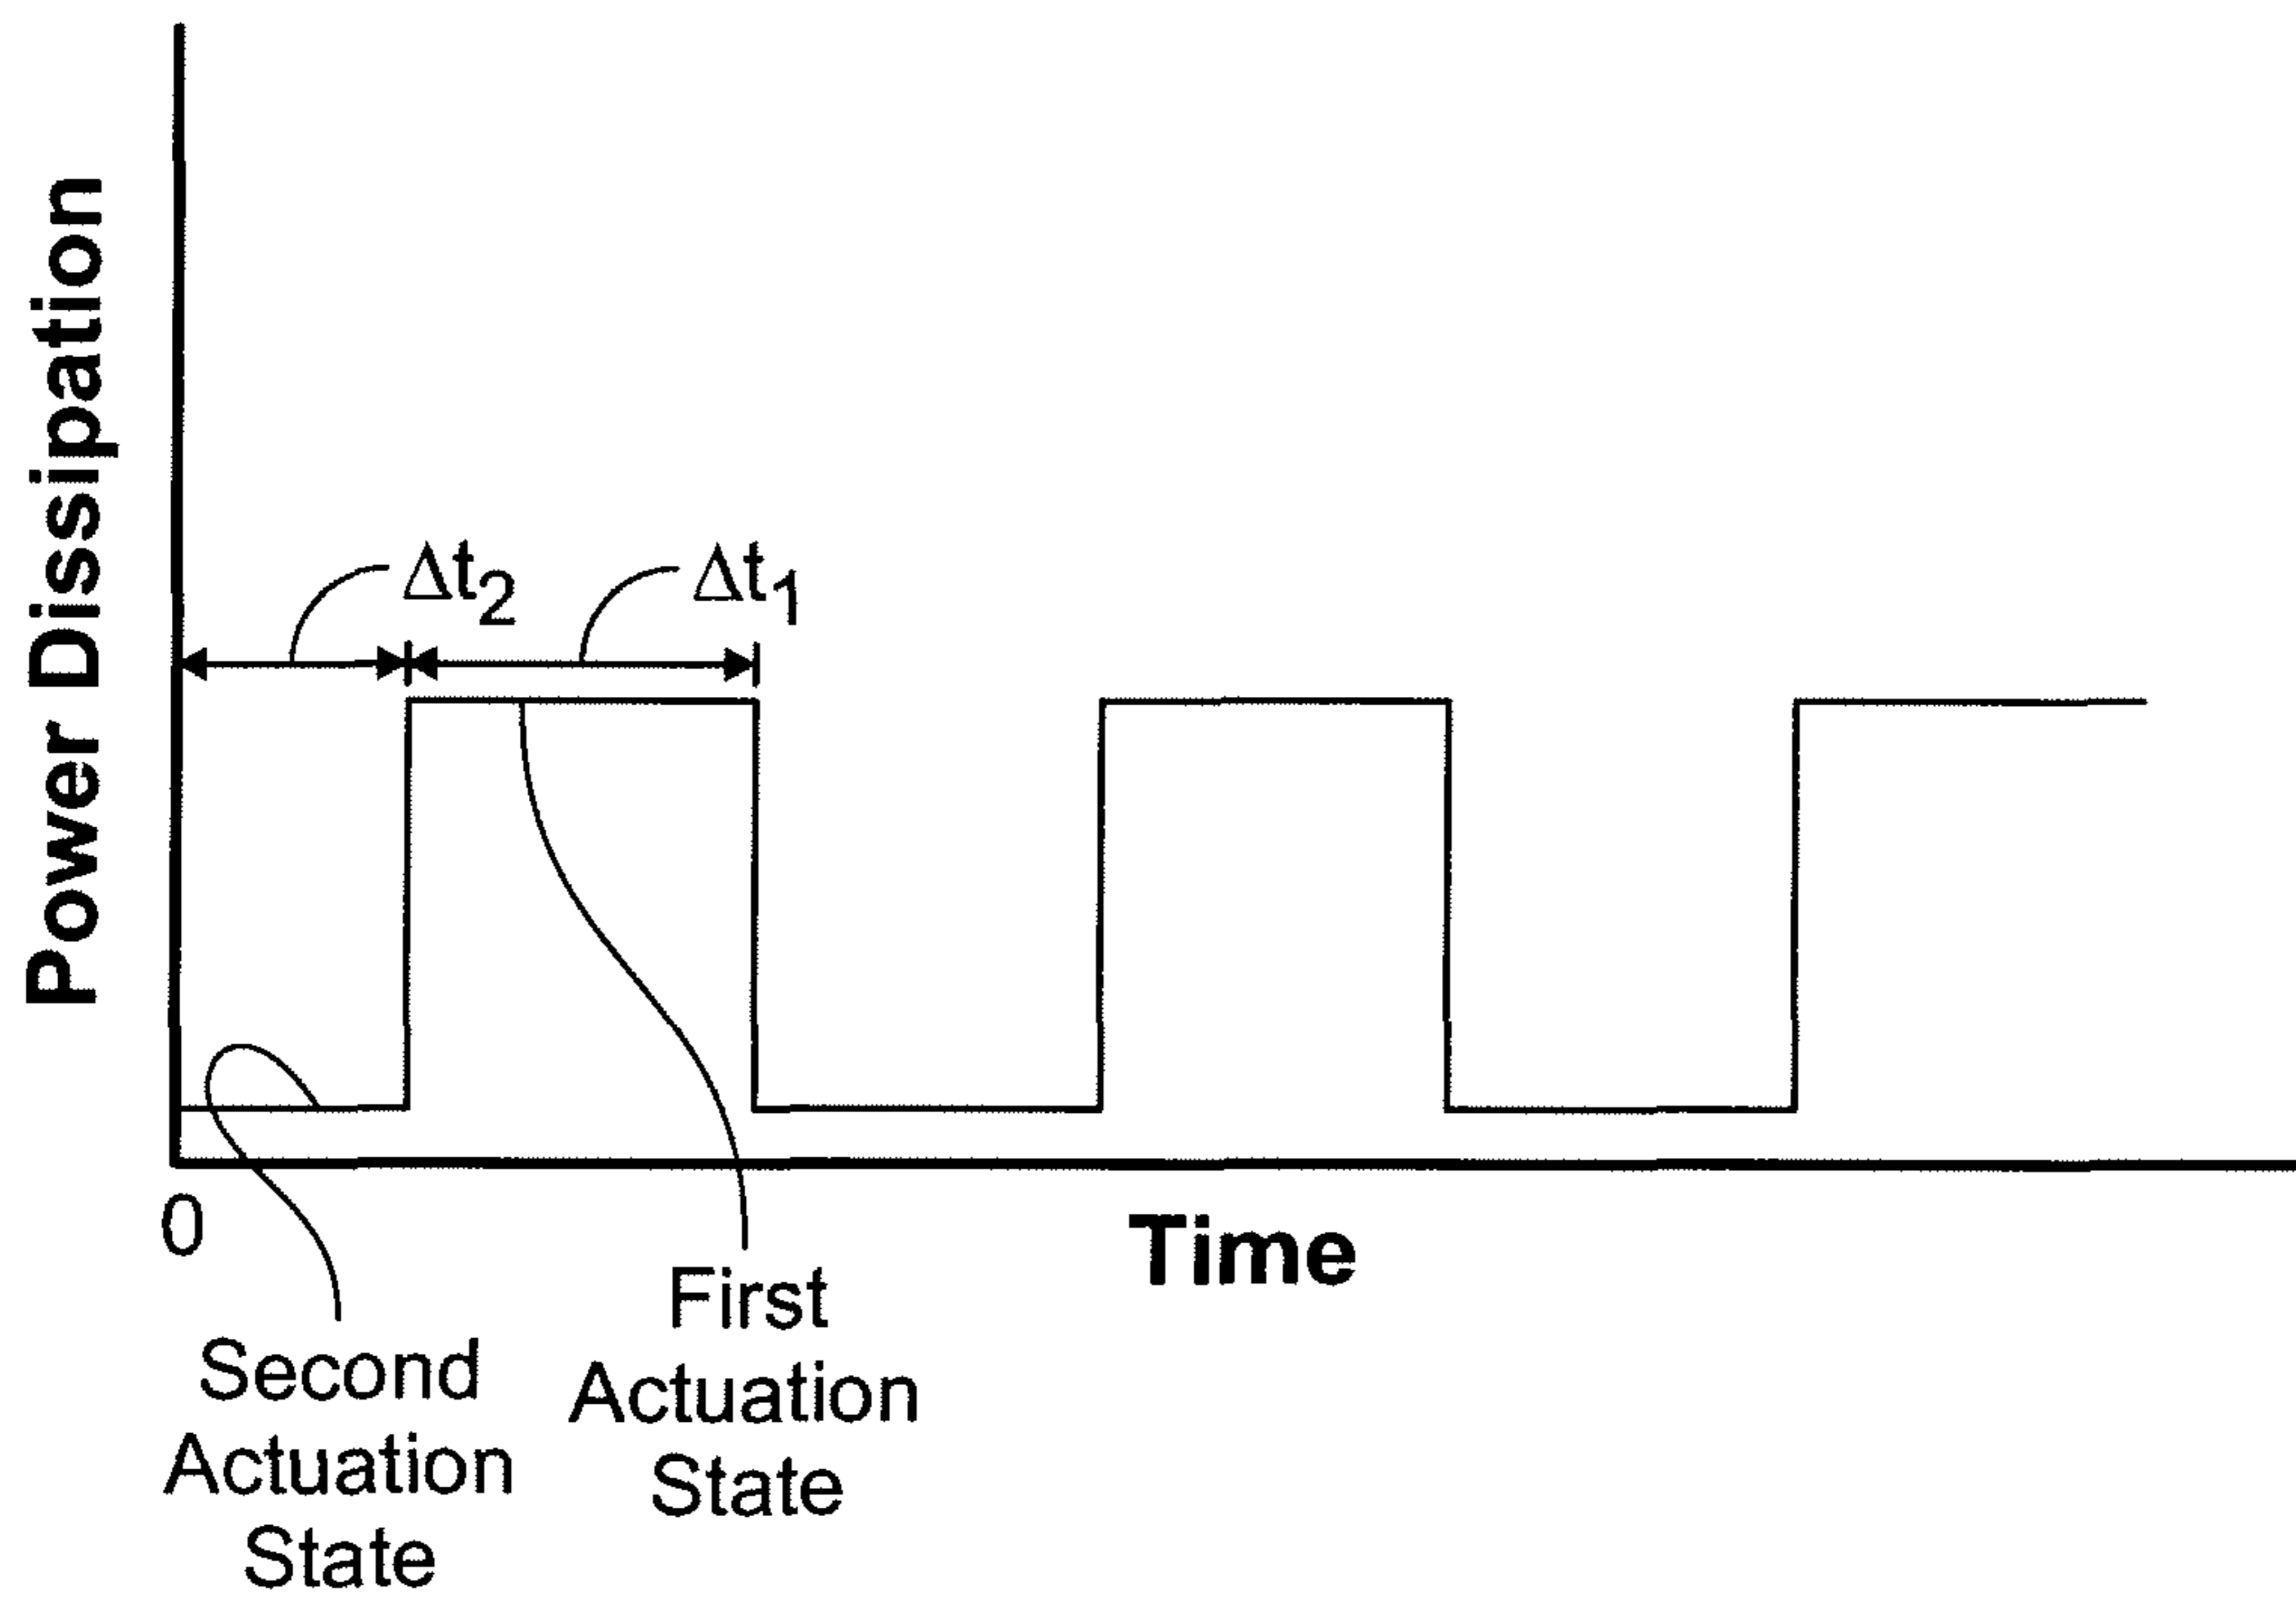 Power Dissipation
Δt2
Δt1
0
Time
First
Actuation
State
Second
Actuation
State